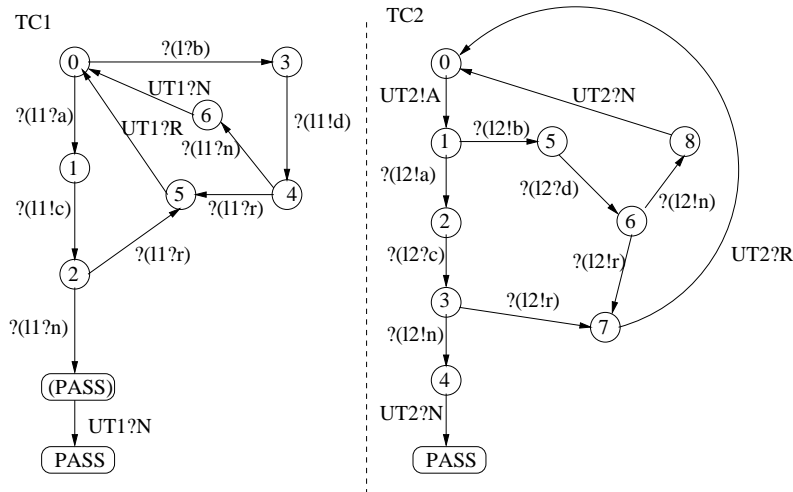 TC1
0
?(l?b)
3
UT1?N
?(l1?a)
6
?(l1!d)
UT1?R
?(l1?n)
1
5
?(l1?r)
4
?(l1!c)
?(l1?r)
2
?(l1?n)
(PASS)
UT1?N
PASS
TC2
0
UT2!A
UT2?N
1
?(l2!b)
5
8
?(l2!a)
?(l2?d)
?(l2!n)
2
6
?(l2?c)
?(l2!r)
UT2?R
3
?(l2!r)
7
?(l2!n)
4
UT2?N
PASS